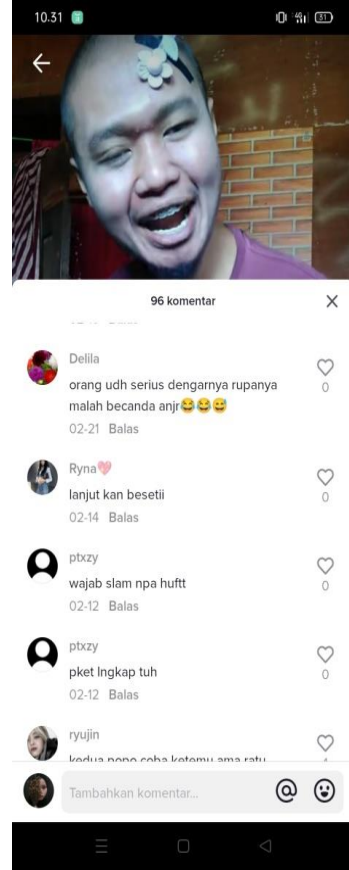 10.31
4G
31
96 komentar
Delila
orang udh serius dengarnya rupanya
malah becanda anjr😂😂😅
0
02-21 Balas
Ryna💖
lanjut kan besetii
0
02-14 Balas
ptxzy
wajab slam npa huftt
0
02-12 Balas
ptxzy
pket lngkap tuh
0
02-12 Balas
ryujin
kedua popo coba ketemu ama ratu
Tambahkan komentar...